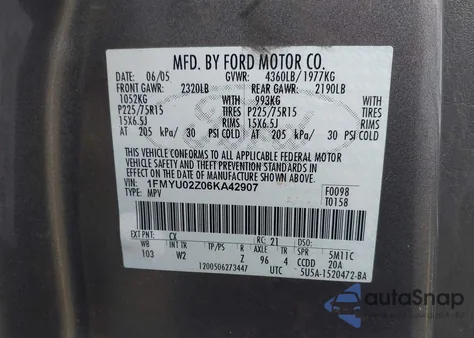 MFD. BY FORD MOTOR CO.
DATE: 06/05 GVWR: 4360LB/1977KG
FRONT GAWR: 2320LB REAR GAWR: 2190LB
1052KG WITH 993KG WITH
P225/75R15 TIRES P225/75R15 TIRES
15X6.5J RIMS 15X6.5J RIMS
AT 205 kPa/ 30 PSI COLD AT 205 kPa/ 30 PSI COLD
THIS VEHICLE CONFORMS TO ALL APPLICABLE FEDERAL MOTOR
VEHICLE SAFETY AND THEFT PREVENTION STANDARDS IN
EFFECT ON THE DATE OF MANUFACTURE SHOWN ABOVE.
VIN: 1FMYU02Z06KA42907 F0098
TYPE: MPV T0158
EXT PNT: CX RC: 21 DSO:
WB INT TR TP/PS R AXLE TR SPR 5M11C
103 W2 Z 96 4 CCDD 20A
1200506273447 UTC 5U5A-1520472-BA
autoSnap
www.autosnap.com